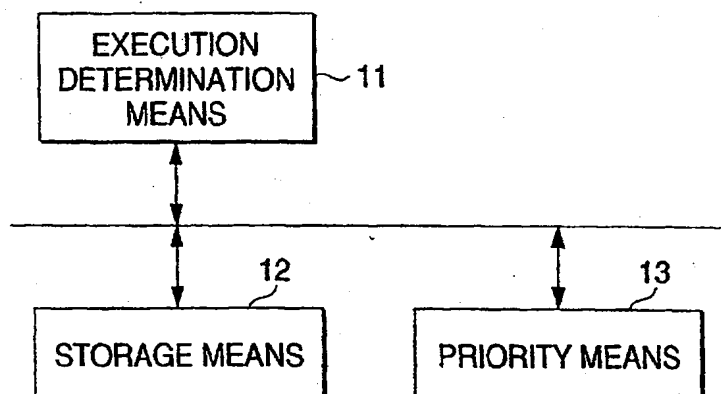 EXECUTION
DETERMINATION
MEANS
11
12
13
STORAGE MEANS
PRIORITY MEANS